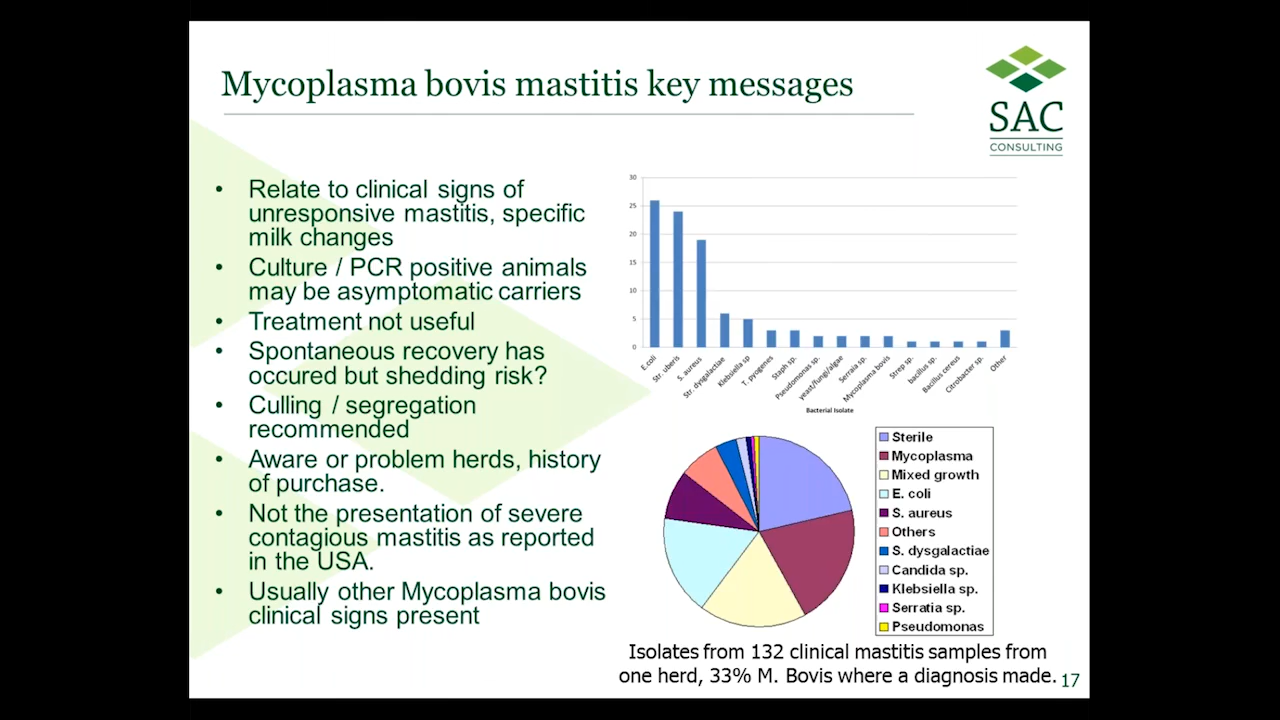 Mycoplasma bovis mastitis key messages
SAC
CONSULTING
• Relate to clinical signs of
unresponsive mastitis, specific
milk changes
• Culture / PCR positive animals
may be asymptomatic carriers
• Treatment not useful
• Spontaneous recovery has
occured but shedding risk?
• Culling / segregation
recommended
• Aware or problem herds, history
of purchase.
• Not the presentation of severe
contagious mastitis as reported
in the USA.
• Usually other Mycoplasma bovis
clinical signs present
30
25
20
15
10
5
0
E.coli
Str. uberis
S. aureus
Str. dysgalactiae
Klebsiella sp
T. pyogenes
Staph sp.
Pseudomonas sp.
yeast/fungi/algae
Serraia sp.
Mycoplasma bovis
Strep sp.
bacillus sp.
Bacillus cereus
Citrobacter sp.
Other
Bacterial Isolate
Sterile
Mycoplasma
Mixed growth
E. coli
S. aureus
Others
S. dysgalactiae
Candida sp.
Klebsiella sp.
Serratia sp.
Pseudomonas
Isolates from 132 clinical mastitis samples from
one herd, 33% M. Bovis where a diagnosis made.
17